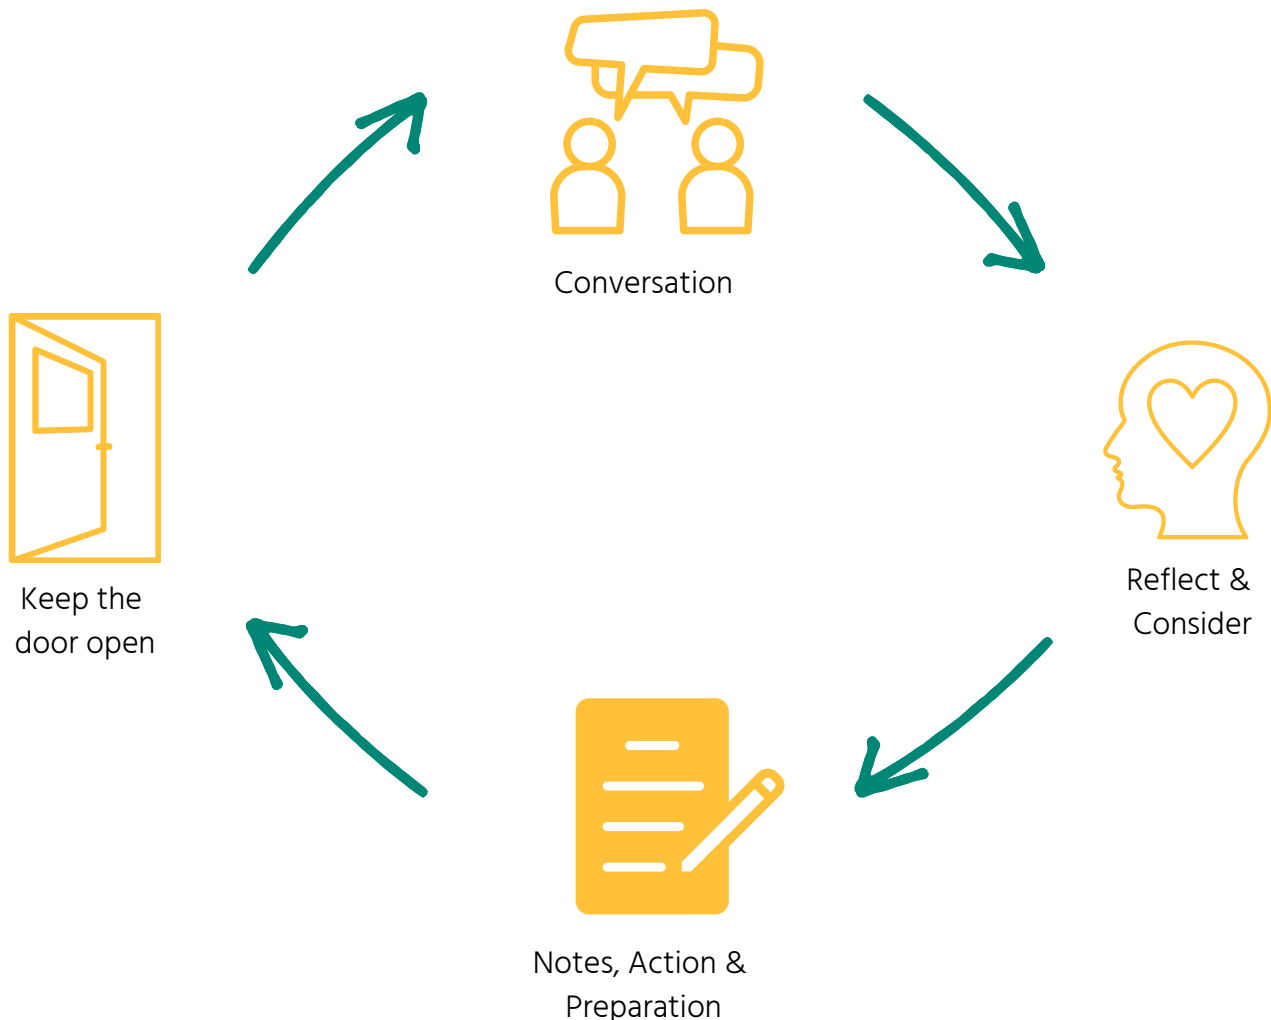 Conversation
Reflect &
Consider
Notes, Action &
Preparation
Keep the
door open